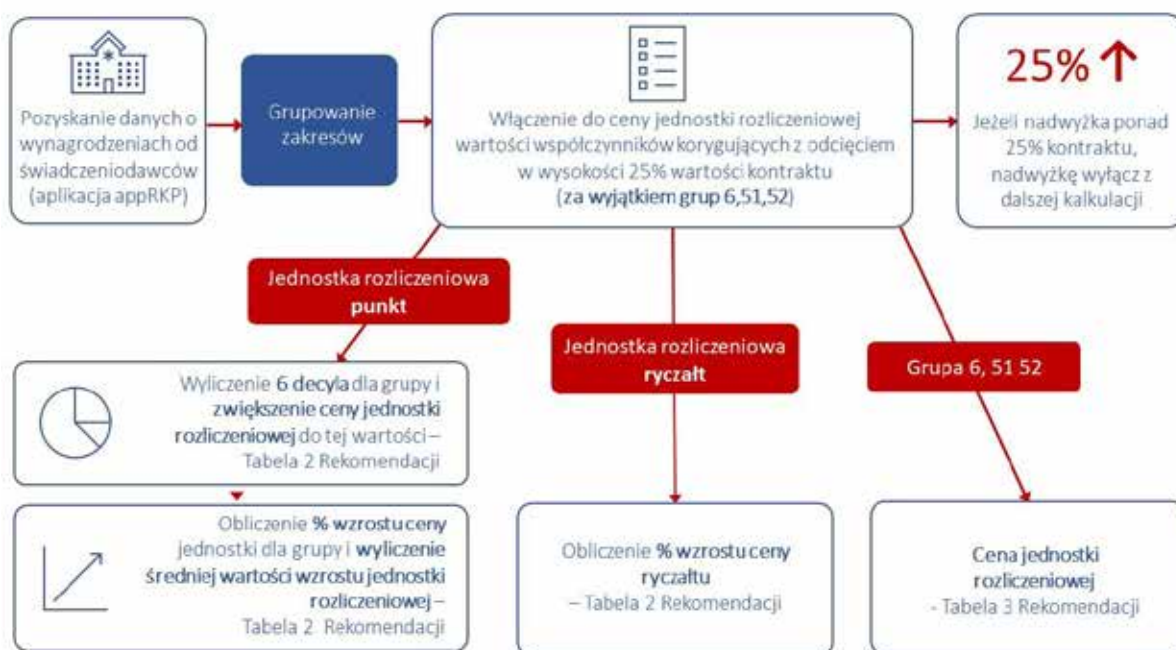 Pozyskanie danych o
wynagrodzeniach od
świadczeniodawców
(aplikacja appRKP)
Grupowanie
zakresów
Włączenie do ceny jednostki rozliczeniowej
wartości współczynników korygujących z odcięciem
w wysokości 25% wartości kontraktu
(za wyjątkiem grup 6,51,52)
25% ↑
Jeżeli nadwyżka ponad
25% kontraktu,
nadwyżkę wyłącz z
dalszej kalkulacji
Jednostka rozliczeniowa
punkt
Jednostka rozliczeniowa
ryczałt
Grupa 6, 51 52
Wyliczenie 6 decyla dla grupy i
zwiększenie ceny jednostki
rozliczeniowej do tej wartości –
Tabela 2 Rekomendacji
Obliczenie % wzrostu ceny
jednostki dla grupy i wyliczenie
średniej wartości wzrostu jednostki
rozliczeniowej –
Tabela 2 Rekomendacji
Obliczenie % wzrostu ceny
ryczałtu
– Tabela 2 Rekomendacji
Cena jednostki
rozliczeniowej
- Tabela 3 Rekomendacji